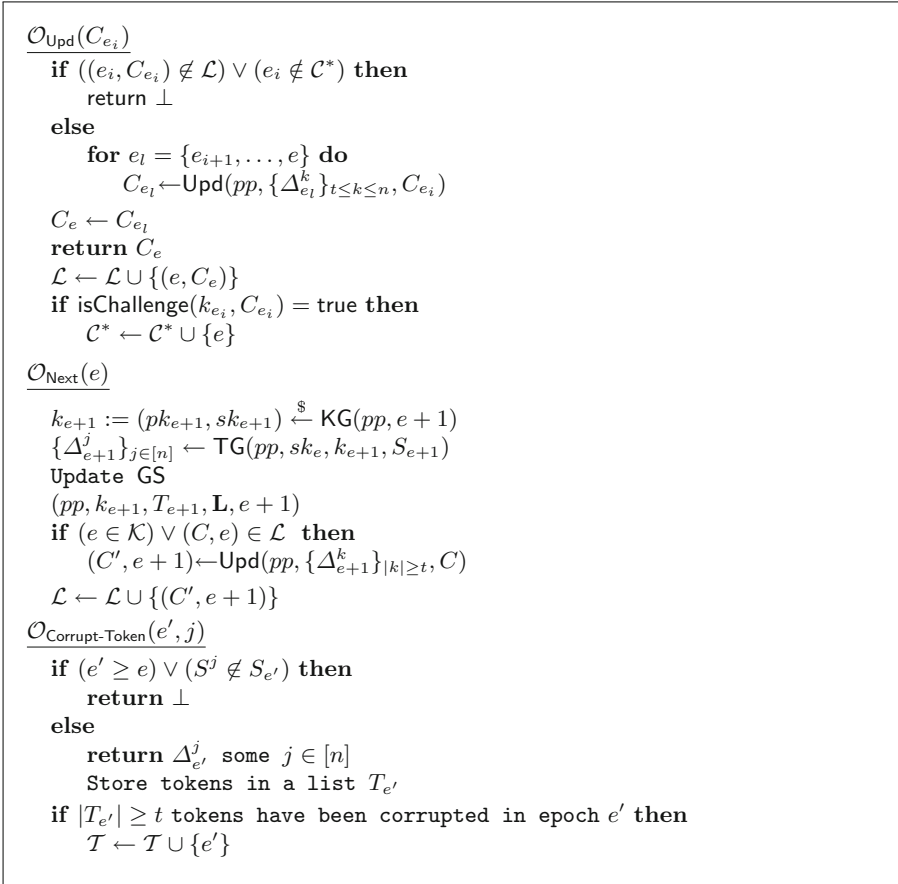 𝒪_Upd(C_{e_i})
if ((e_i, C_{e_i}) ∉ ℒ) ∨ (e_i ∉ 𝒞*) then
return ⊥
else
for e_l = {e_{i+1}, …, e} do
C_{e_l}←Upd(pp, {Δ^k_{e_l}}_{t≤k≤n}, C_{e_i})
C_e ← C_{e_l}
return C_e
ℒ ← ℒ ∪ {(e, C_e)}
if isChallenge(k_{e_i}, C_{e_i}) = true then
𝒞* ← 𝒞* ∪ {e}
𝒪_Next(e)
k_{e+1} := (pk_{e+1}, sk_{e+1}) ←^$ KG(pp, e + 1)
{Δ^j_{e+1}}_{j∈[n]} ← TG(pp, sk_e, k_{e+1}, S_{e+1})
Update GS
(pp, k_{e+1}, T_{e+1}, 𝐋, e + 1)
if (e ∈ 𝒦) ∨ (C, e) ∈ ℒ then
(C′, e + 1)←Upd(pp, {Δ^k_{e+1}}_{|k|≥t}, C)
ℒ ← ℒ ∪ {(C′, e + 1)}
𝒪_Corrupt-Token(e′, j)
if (e′ ≥ e) ∨ (S^j ∉ S_{e′}) then
return ⊥
else
return Δ^j_{e′} some j ∈ [n]
Store tokens in a list T_{e′}
if |T_{e′}| ≥ t tokens have been corrupted in epoch e′ then
𝒯 ← 𝒯 ∪ {e′}